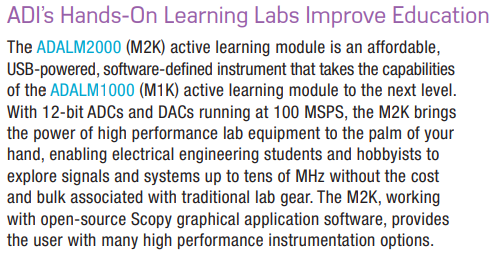 ADI's Hands-On Learning Labs Improve Education
The ADALM2000 (M2K) active learning module is an affordable,
USB-powered, software-defined instrument that takes the capabilities
of the ADALM1000 (M1K) active learning module to the next level.
With 12-bit ADCs and DACs running at 100 MSPS, the M2K brings
the power of high performance lab equipment to the palm of your
hand, enabling electrical engineering students and hobbyists to
explore signals and systems up to tens of MHz without the cost
and bulk associated with traditional lab gear. The M2K, working
with open-source Scopy graphical application software, provides
the user with many high performance instrumentation options.